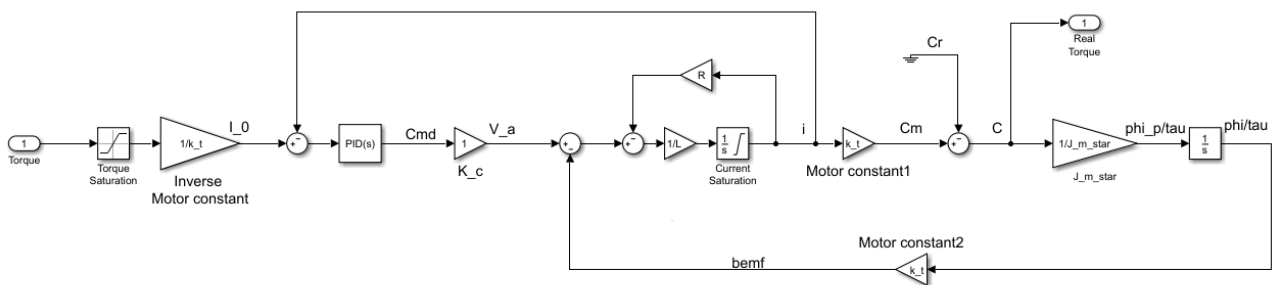 1
Torque
Torque
Saturation
1/k_t
Inverse
Motor constant
I_0
+
−
PID(s)
Cmd
1
K_c
V_a
+
−
+
−
R
1/L
1
s
Current
Saturation
i
k_t
Motor constant1
Cm
Cr
+
−
C
1
Real
Torque
1/J_m_star
J_m_star
phi_p/tau
1
s
phi/tau
Motor constant2
k_t
bemf